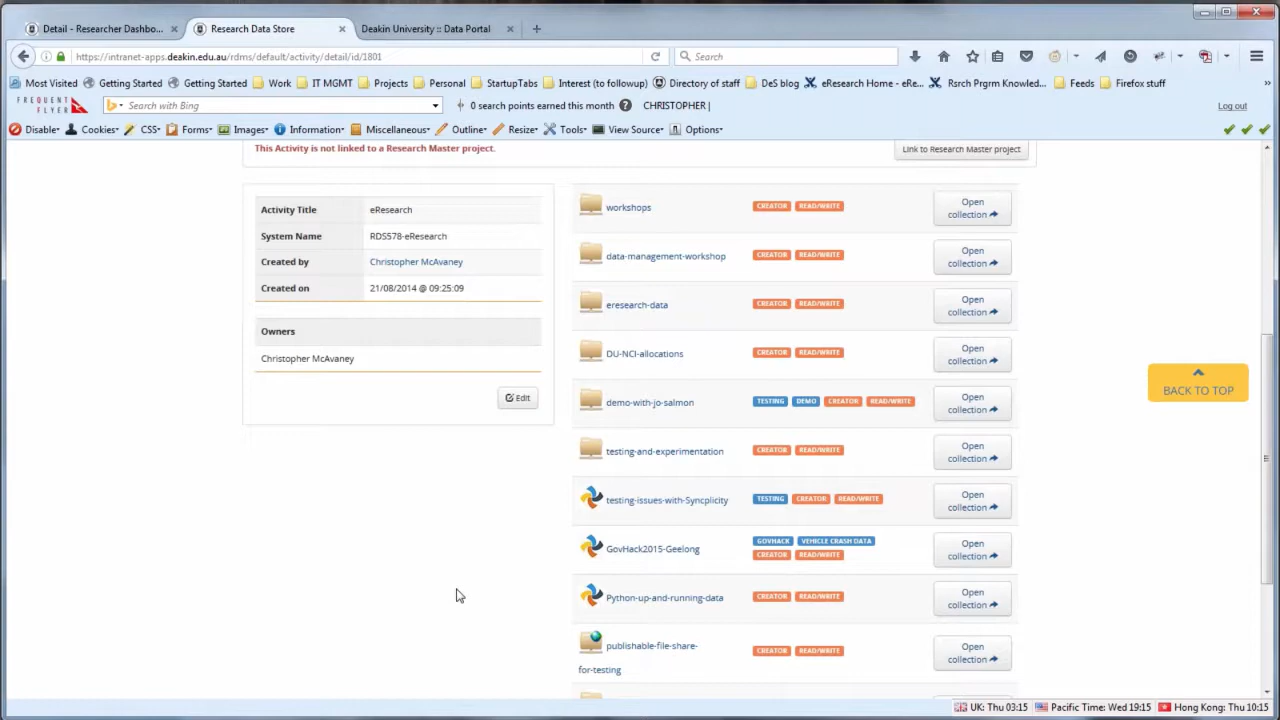 Detail - Researcher Dashbo...
Research Data Store
Deakin University :: Data Portal
https://intranet-apps.deakin.edu.au/rdms/default/activity/detail/id/1801
Search
Most Visited Getting Started Getting Started Work IT MGMT Projects Personal StartupTabs Interest (to followup) Directory of staff DeS blog eResearch Home - eRe... Rsrch Prgrm Knowled... Feeds Firefox stuff
FREQUENT FLYER
Search with Bing
0 search points earned this month
CHRISTOPHER |
Log out
Disable Cookies CSS Forms Images Information Miscellaneous Outline Resize Tools View Source Options
This Activity is not linked to a Research Master project.
Link to Research Master project
Activity Title eResearch
System Name RDS578-eResearch
Created by Christopher McAvaney
Created on 21/08/2014 @ 09:25:09
Owners
Christopher McAvaney
Edit
workshops CREATOR READ/WRITE
Open
collection
data-management-workshop CREATOR READ/WRITE
Open
collection
eresearch-data CREATOR READ/WRITE
Open
collection
DU-NCI-allocations CREATOR READ/WRITE
Open
collection
demo-with-jo-salmon TESTING DEMO CREATOR READ/WRITE
Open
collection
testing-and-experimentation CREATOR READ/WRITE
Open
collection
testing-issues-with-Syncplicity TESTING CREATOR READ/WRITE
Open
collection
GovHack2015-Geelong GOVHACK VEHICLE CRASH DATA
CREATOR READ/WRITE
Open
collection
Python-up-and-running-data CREATOR READ/WRITE
Open
collection
publishable-file-share-
for-testing
CREATOR READ/WRITE
Open
collection
BACK TO TOP
UK: Thu 03:15 Pacific Time: Wed 19:15 Hong Kong: Thu 10:15